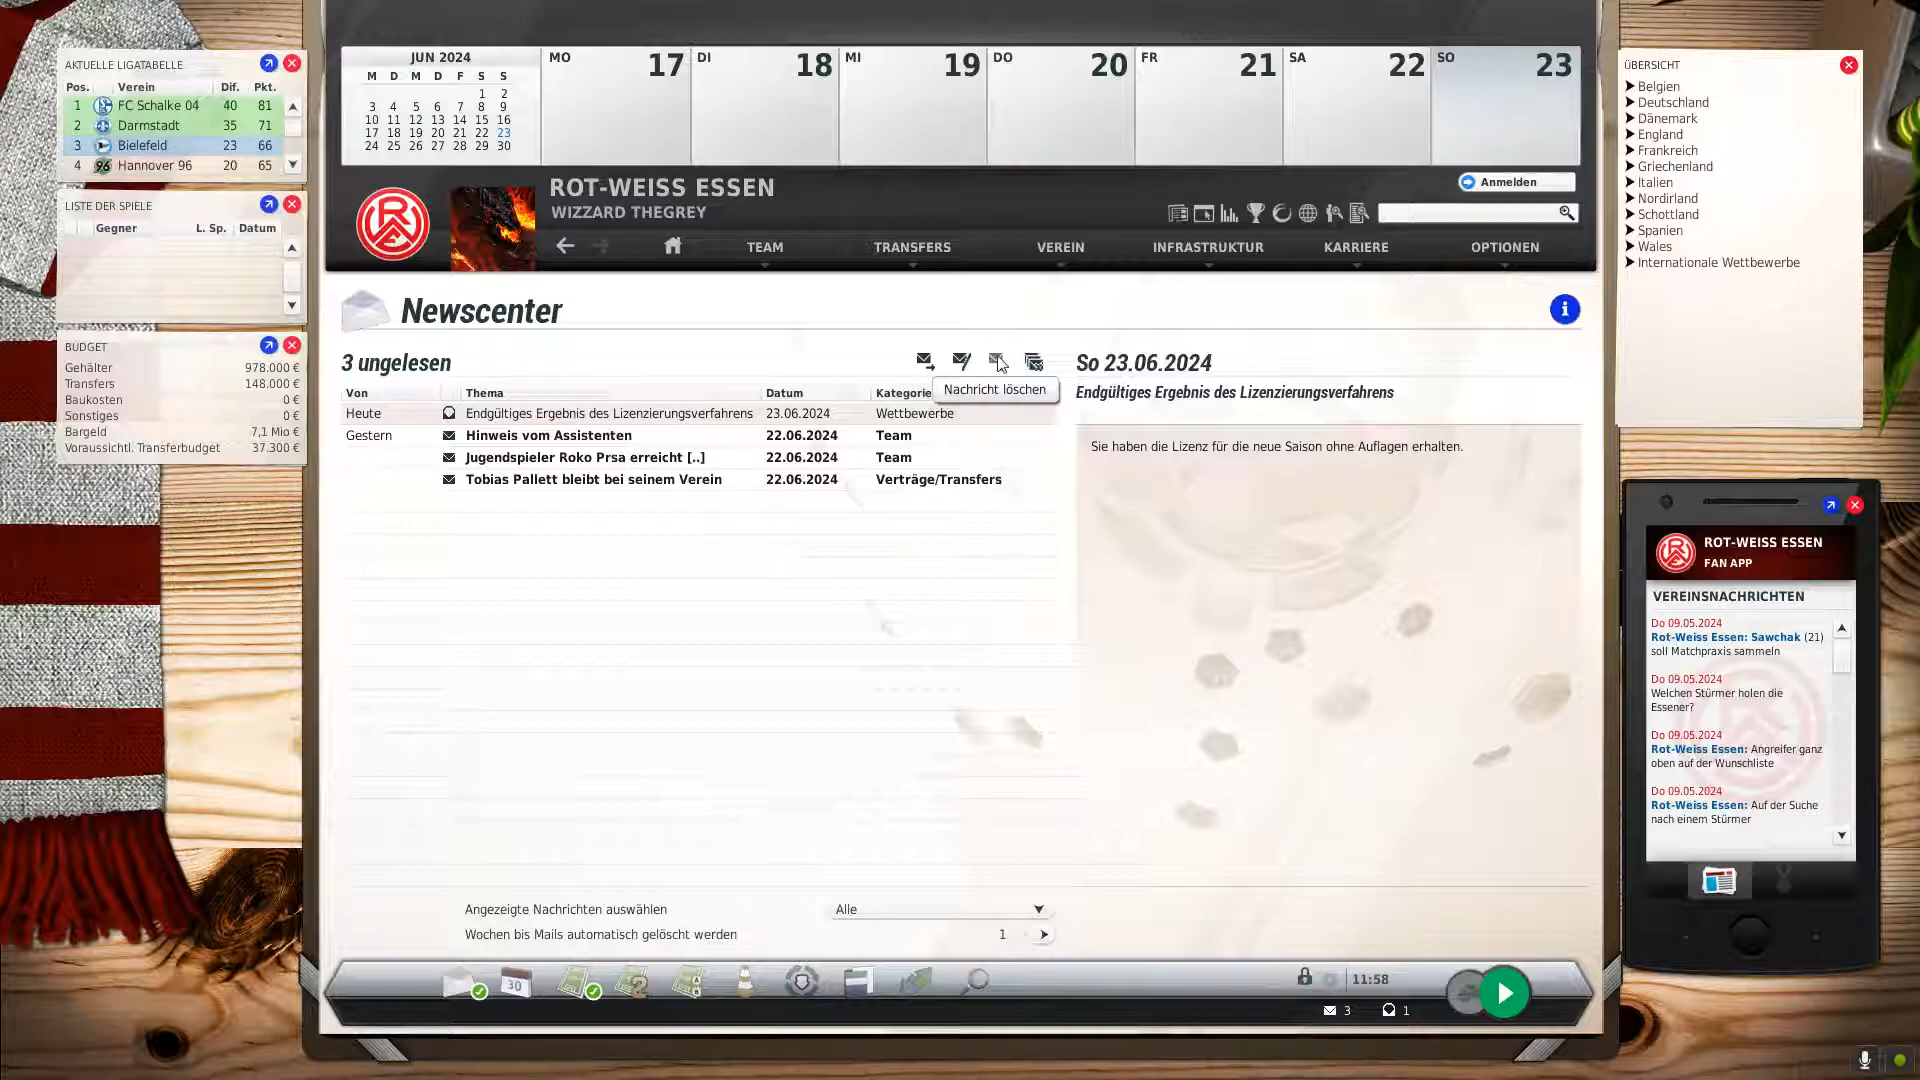 AKTUELLE LIGATABELLE
Pos. Verein Dif. Pkt.
1 FC Schalke 04 40 81
2 Darmstadt 35 71
3 Bielefeld 23 66
4 Hannover 96 20 65
LISTE DER SPIELE
Gegner L. Sp. Datum
BUDGET
Gehälter 978.000 €
Transfers 148.000 €
Baukosten 0 €
Sonstiges 0 €
Bargeld 7,1 Mio €
Voraussichtl. Transferbudget 37.300 €
JUN 2024
M D M D F S S
1 2
3 4 5 6 7 8 9
10 11 12 13 14 15 16
17 18 19 20 21 22 23
24 25 26 27 28 29 30
MO 17 DI 18 MI 19 DO 20 FR 21 SA 22 SO 23
ROT-WEISS ESSEN
WIZZARD THEGREY
Anmelden
TEAM TRANSFERS VEREIN INFRASTRUKTUR KARRIERE OPTIONEN
Newscenter
3 ungelesen
Von Thema Datum Kategorie
Nachricht löschen
Heute Endgültiges Ergebnis des Lizenzierungsverfahrens 23.06.2024 Wettbewerbe
Gestern Hinweis vom Assistenten 22.06.2024 Team
Jugendspieler Roko Prsa erreicht [..] 22.06.2024 Team
Tobias Pallett bleibt bei seinem Verein 22.06.2024 Verträge/Transfers
So 23.06.2024
Endgültiges Ergebnis des Lizenzierungsverfahrens
Sie haben die Lizenz für die neue Saison ohne Auflagen erhalten.
Angezeigte Nachrichten auswählen Alle
Wochen bis Mails automatisch gelöscht werden 1
30
11:58
3 1
ÜBERSICHT
Belgien
Deutschland
Dänemark
England
Frankreich
Griechenland
Italien
Nordirland
Schottland
Spanien
Wales
Internationale Wettbewerbe
ROT-WEISS ESSEN
FAN APP
VEREINSNACHRICHTEN
Do 09.05.2024
Rot-Weiss Essen: Sawchak (21)
soll Matchpraxis sammeln
Do 09.05.2024
Welchen Stürmer holen die
Essener?
Do 09.05.2024
Rot-Weiss Essen: Angreifer ganz
oben auf der Wunschliste
Do 09.05.2024
Rot-Weiss Essen: Auf der Suche
nach einem Stürmer